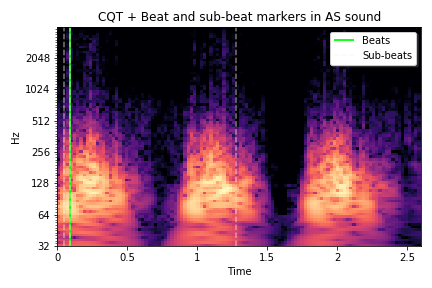 CQT + Beat and sub-beat markers in AS sound
Beats
Sub-beats
Hz
2048
1024
512
256
128
64
32
0
0.5
1
1.5
2
2.5
Time